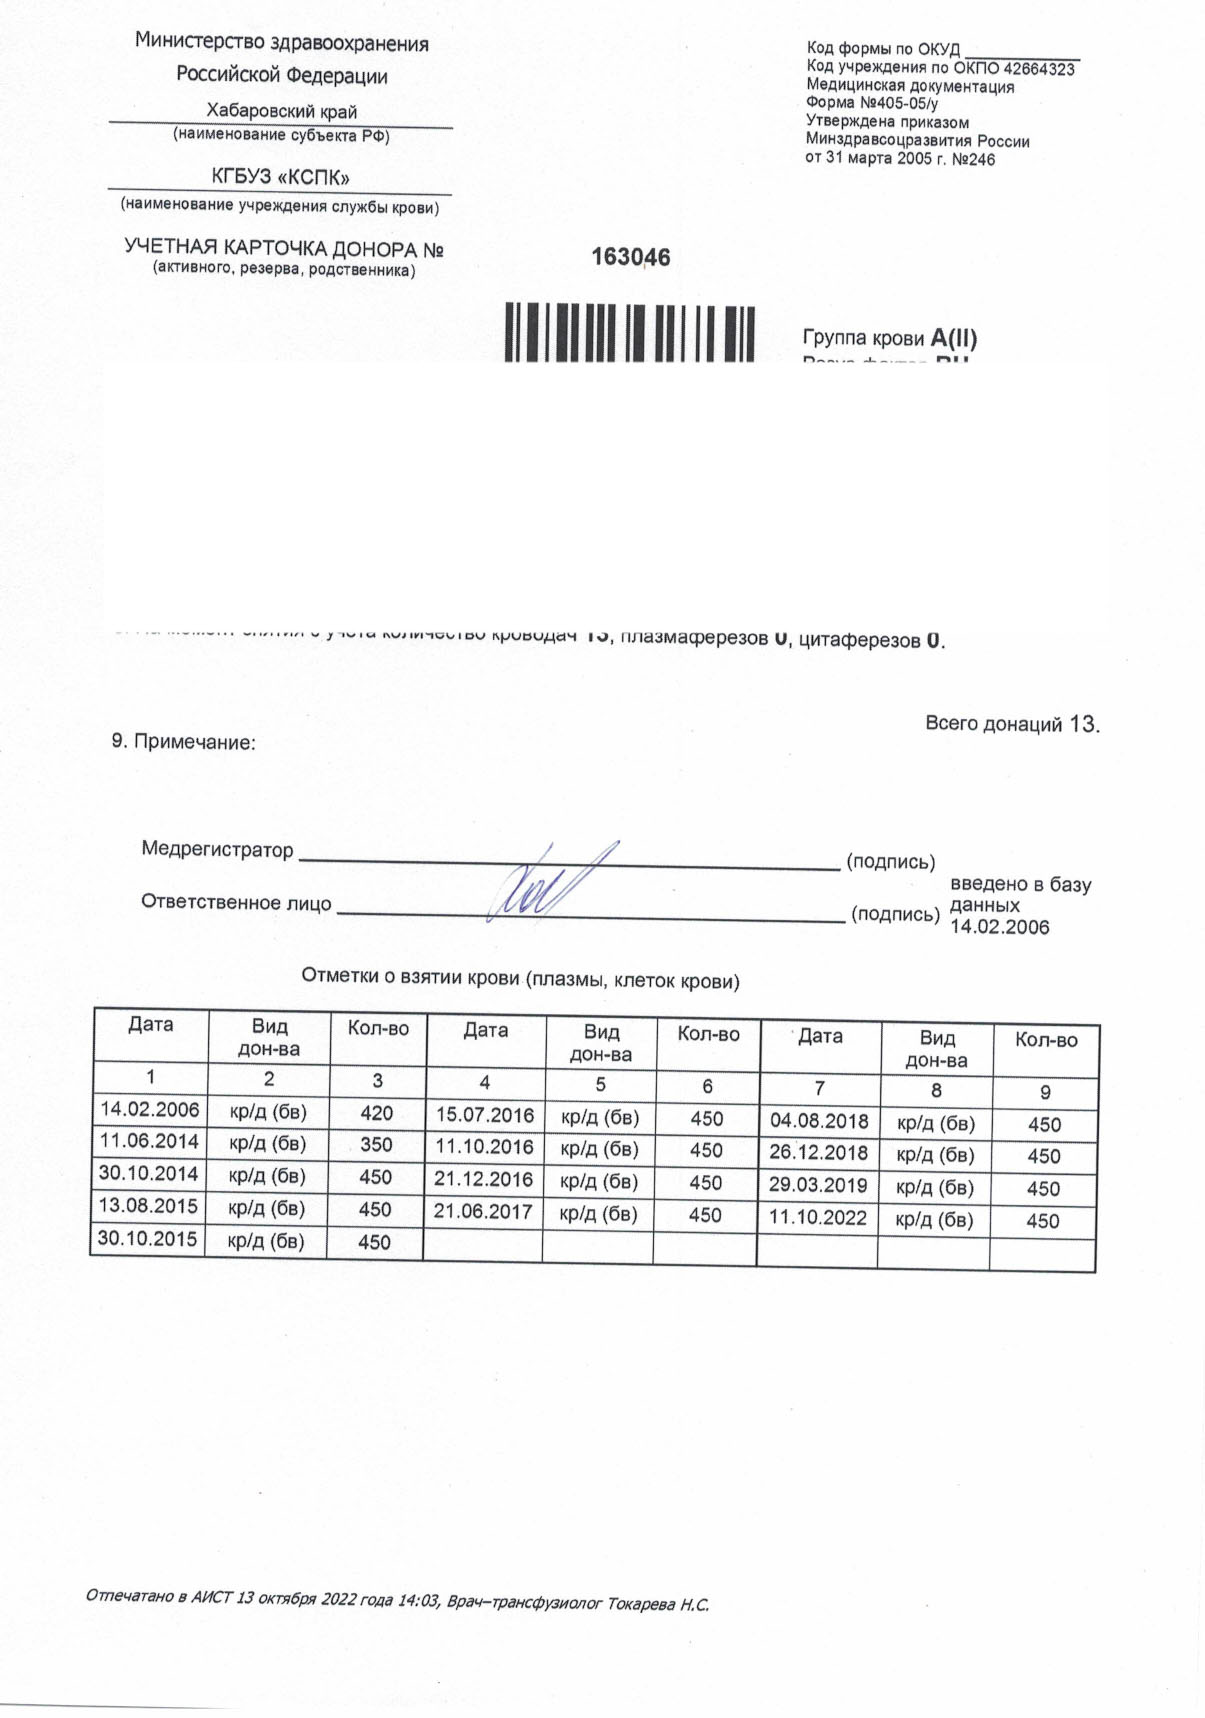 Министерство здравоохранения
Российской Федерации
Хабаровский край
(наименование субъекта РФ)
КГБУЗ «КСПК»
(наименование учреждения службы крови)
УЧЕТНАЯ КАРТОЧКА ДОНОРА №
(активного, резерва, родственника)
163046
Код формы по ОКУД
Код учреждения по ОКПО 42664323
Медицинская документация
Форма №405-05/у
Утверждена приказом
Минздравсоцразвития России
от 31 марта 2005 г. №246
Группа крови A(II)
учета количество кроводач 13, плазмаферезов 0, цитаферезов 0.
Всего донаций 13.
9. Примечание:
Медрегистратор (подпись)
Ответственное лицо (подпись)
введено в базу
данных
14.02.2006
Отметки о взятии крови (плазмы, клеток крови)
Дата Вид дон-ва Кол-во Дата Вид дон-ва Кол-во Дата Вид дон-ва Кол-во
1 2 3 4 5 6 7 8 9
14.02.2006 кр/д (бв) 420 15.07.2016 кр/д (бв) 450 04.08.2018 кр/д (бв) 450
11.06.2014 кр/д (бв) 350 11.10.2016 кр/д (бв) 450 26.12.2018 кр/д (бв) 450
30.10.2014 кр/д (бв) 450 21.12.2016 кр/д (бв) 450 29.03.2019 кр/д (бв) 450
13.08.2015 кр/д (бв) 450 21.06.2017 кр/д (бв) 450 11.10.2022 кр/д (бв) 450
30.10.2015 кр/д (бв) 450
Отпечатано в АИСТ 13 октября 2022 года 14:03, Врач-трансфузиолог Токарева Н.С.